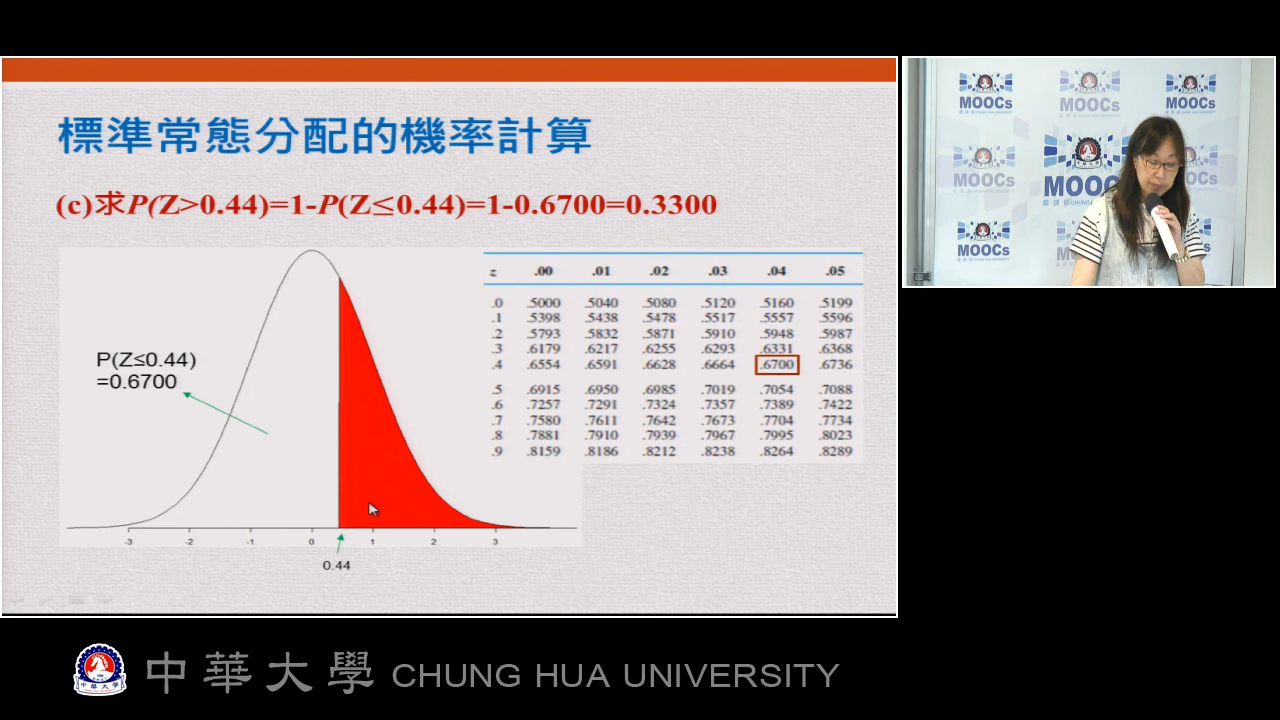 標準常態分配的機率計算
(c)求P(Z>0.44)=1-P(Z≤0.44)=1-0.6700=0.3300
P(Z≤0.44)
=0.6700
-3 -2 -1 0 1 2 3
0.44
z .00 .01 .02 .03 .04 .05
.0 .5000 .5040 .5080 .5120 .5160 .5199
.1 .5398 .5438 .5478 .5517 .5557 .5596
.2 .5793 .5832 .5871 .5910 .5948 .5987
.3 .6179 .6217 .6255 .6293 .6331 .6368
.4 .6554 .6591 .6628 .6664 .6700 .6736
.5 .6915 .6950 .6985 .7019 .7054 .7088
.6 .7257 .7291 .7324 .7357 .7389 .7422
.7 .7580 .7611 .7642 .7673 .7704 .7734
.8 .7881 .7910 .7939 .7967 .7995 .8023
.9 .8159 .8186 .8212 .8238 .8264 .8289
MOOCs MOOCs MOOCs
MOOCs MOOC
MOOCs
中華大學 CHUNG HUA UNIVERSITY